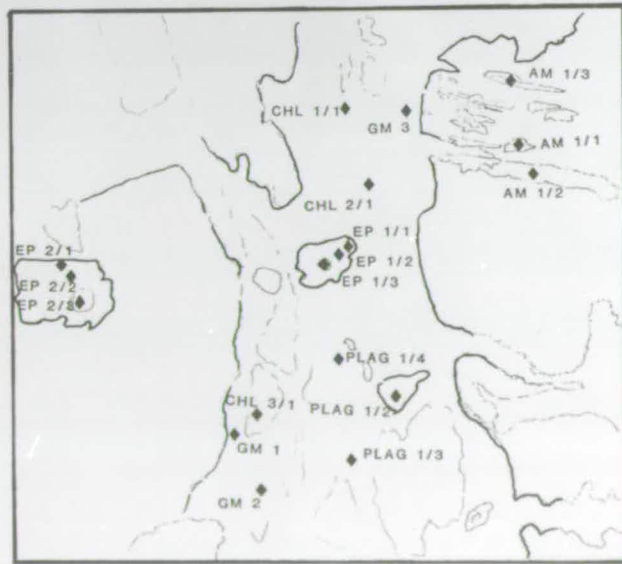 AM 1/3
CHL 1/1
GM 3
AM 1/1
AM 1/2
CHL 2/1
EP 1/1
EP 2/1
EP 1/2
EP 2/2
EP 1/3
EP 2/3
PLAG 1/4
CHL 3/1
PLAG 1/2
GM 1
PLAG 1/3
GM 2